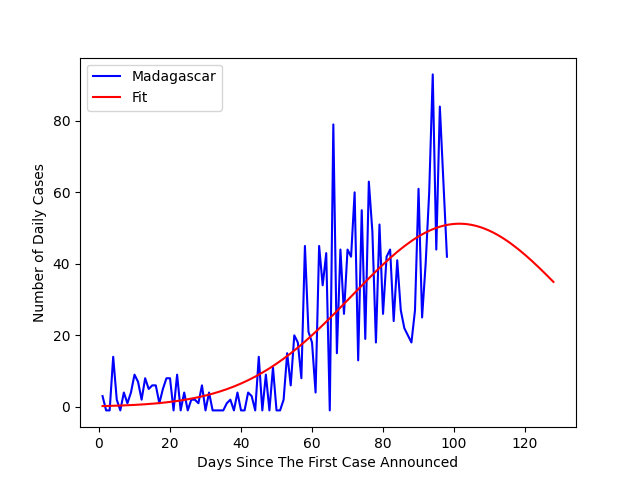 Madagascar
Fit
Number of Daily Cases
80
60
40
20
0
0 20 40 60 80 100 120
Days Since The First Case Announced